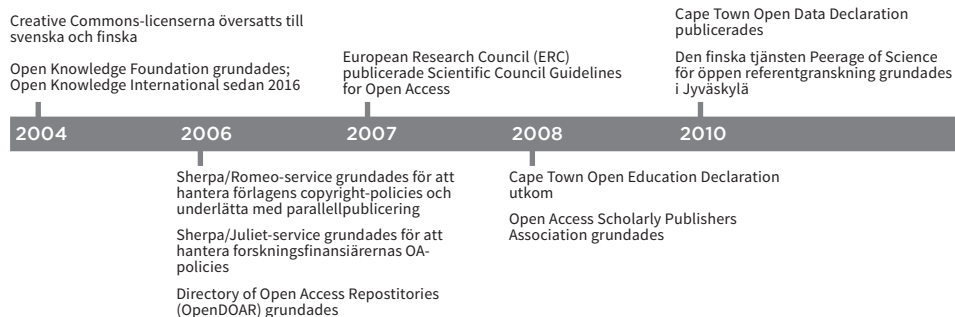 Creative Commons-licenserna översatts till
svenska och finska
Open Knowledge Foundation grundades;
Open Knowledge International sedan 2016
European Research Council (ERC)
publicerade Scientific Council Guidelines
for Open Access
Cape Town Open Data Declaration
publicerades
Den finska tjänsten Peerage of Science
för öppen referentgranskning grundades
i Jyväskylä
2004
2006
2007
2008
2010
Sherpa/Romeo-service grundades för att
hantera förlagens copyright-policies och
underlätta med parallellpublicering
Sherpa/Juliet-service grundades för att
hantera forskningsfinansiärernas OA-
policies
Directory of Open Access Repostitories
(OpenDOAR) grundades
Cape Town Open Education Declaration
utkom
Open Access Scholarly Publishers
Association grundades